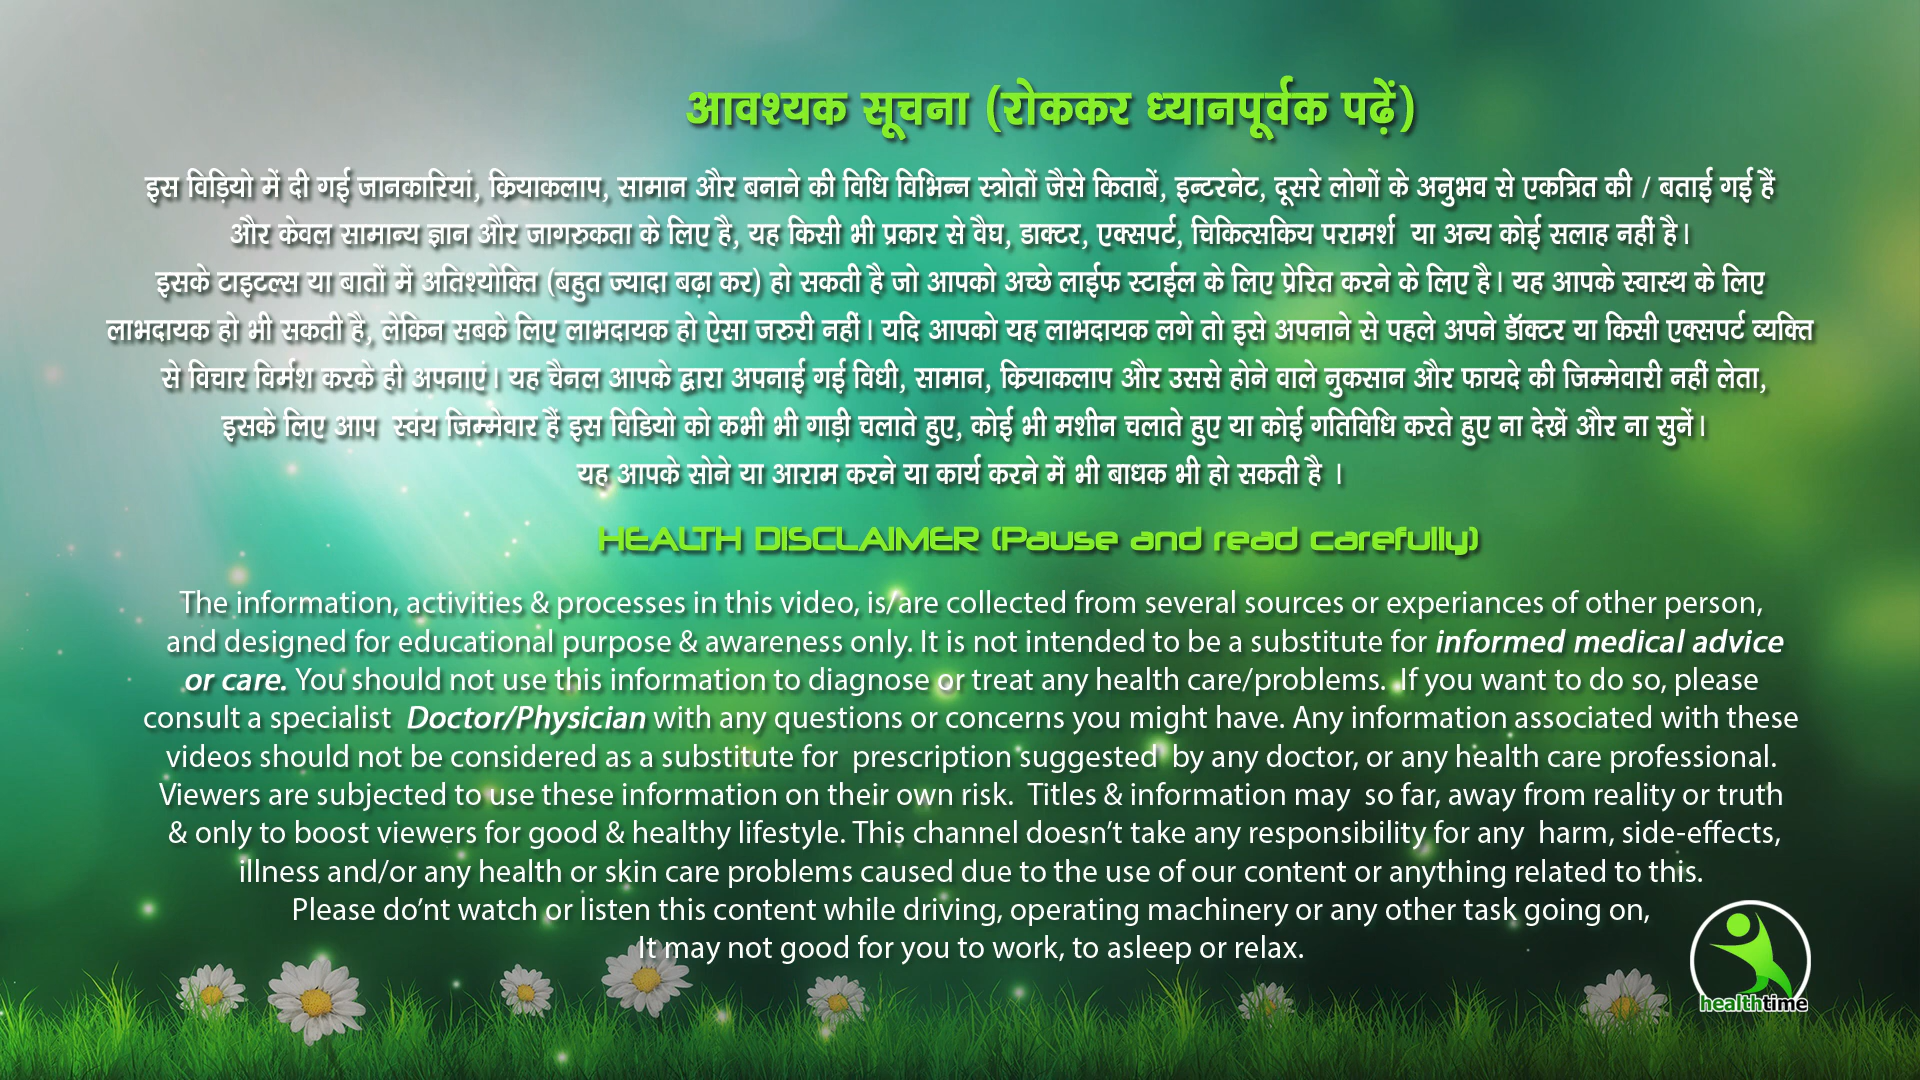 आवश्यक सूचना (रोककर ध्यानपूर्वक पढ़ें)
इस विड़ियो में दी गई जानकारियां, क्रियाकलाप, सामान और बनाने की विधि विभिन्न स्त्रोतों जैसे किताबें, इन्टरनेट, दूसरे लोगों के अनुभव से एकत्रित की / बताई गई हैं
और केवल सामान्य ज्ञान और जागरुकता के लिए है, यह किसी भी प्रकार से वैघ, डाक्टर, एक्सपर्ट, चिकित्सकिय परामर्श या अन्य कोई सलाह नहीं है।
इसके टाइटल्स या बातों में अतिश्योक्ति (बहुत ज्यादा बढ़ा कर) हो सकती है जो आपको अच्छे लाईफ स्टाईल के लिए प्रेरित करने के लिए है। यह आपके स्वास्थ के लिए
लाभदायक हो भी सकती है, लेकिन सबके लिए लाभदायक हो ऐसा जरुरी नहीं। यदि आपको यह लाभदायक लगे तो इसे अपनाने से पहले अपने डॉक्टर या किसी एक्सपर्ट व्यक्ति
से विचार विर्मश करके ही अपनाएं। यह चैनल आपके द्वारा अपनाई गई विधी, सामान, क्रियाकलाप और उससे होने वाले नुकसान और फायदे की जिम्मेवारी नहीं लेता,
इसके लिए आप स्वंय जिम्मेवार हैं इस विडियो को कभी भी गाड़ी चलाते हुए, कोई भी मशीन चलाते हुए या कोई गतिविधि करते हुए ना देखें और ना सुनें।
यह आपके सोने या आराम करने या कार्य करने में भी बाधक भी हो सकती है ।
HEALTH DISCLAIMER (Pause and read carefully)
The information, activities & processes in this video, is/are collected from several sources or experiances of other person,
and designed for educational purpose & awareness only. It is not intended to be a substitute for informed medical advice
or care. You should not use this information to diagnose or treat any health care/problems. If you want to do so, please
consult a specialist Doctor/Physician with any questions or concerns you might have. Any information associated with these
videos should not be considered as a substitute for prescription suggested by any doctor, or any health care professional.
Viewers are subjected to use these information on their own risk. Titles & information may so far, away from reality or truth
& only to boost viewers for good & healthy lifestyle. This channel doesn't take any responsibility for any harm, side-effects,
illness and/or any health or skin care problems caused due to the use of our content or anything related to this.
Please do'nt watch or listen this content while driving, operating machinery or any other task going on,
It may not good for you to work, to asleep or relax.
healthtime